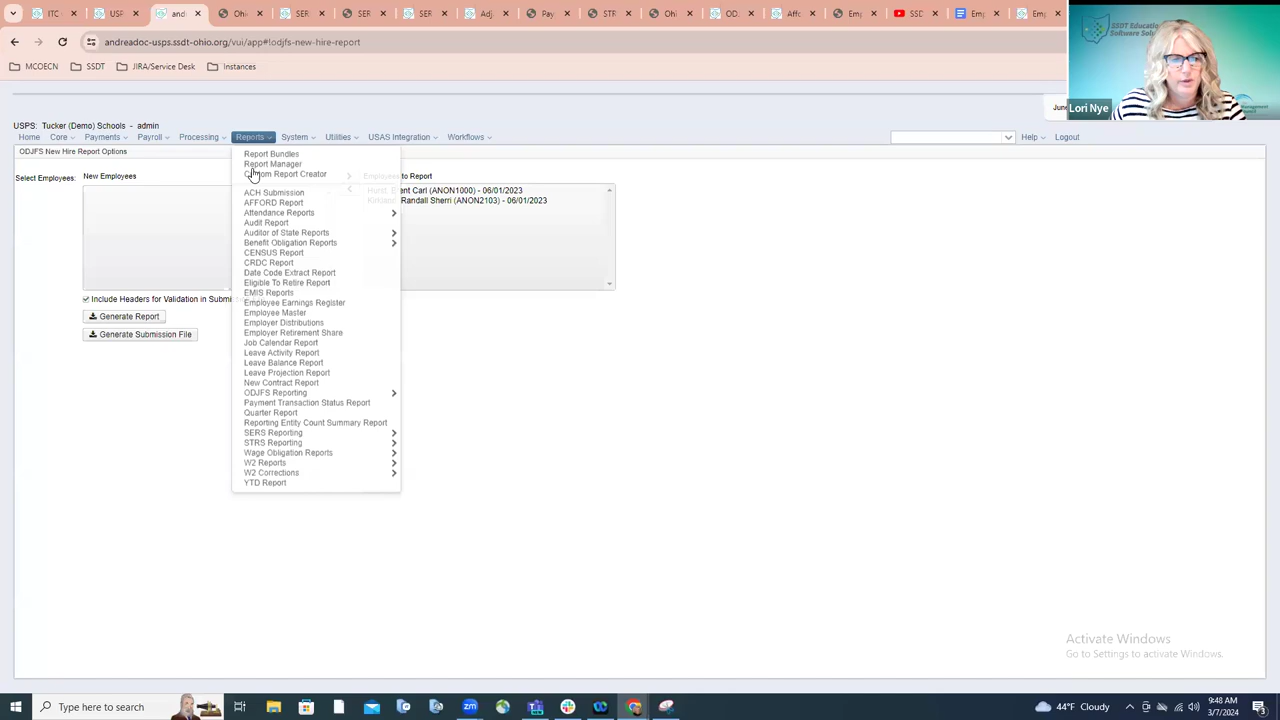 andreadoc-usps.ssdt-ohio.org/vui/app#!odjfs-new-hire-report
MCOECN
SSDT
JIRA/Service Desk
Instances
SSDT Education
Software Solu
Lori Nye
USPS: Tucker (Demo) Scntols - admin
Home Core Payments Payroll Processing Reports System Utilities USAS Integration Workflows Help Logout
ODJFS New Hire Report Options
Select Employees: New Employees
Employees to Report
Hurst, Brent Carl (ANON1000) - 06/01/2023
Randall Sherri (ANON2103) - 06/01/2023
Include Headers for Validation in Submi
Generate Report
Generate Submission File
Report Bundles
Report Manager
Custom Report Creator
ACH Submission
AFFORD Report
Attendance Reports
Audit Report
Auditor of State Reports
Benefit Obligation Reports
CENSUS Report
CRDC Report
Date Code Extract Report
Eligible To Retire Report
EMIS Reports
Employee Earnings Register
Employee Master
Employer Distributions
Employer Retirement Share
Job Calendar Report
Leave Activity Report
Leave Balance Report
Leave Projection Report
New Contract Report
ODJFS Reporting
Payment Transaction Status Report
Quarter Report
Reporting Entity Count Summary Report
SERS Reporting
STRS Reporting
Wage Obligation Reports
W2 Reports
W2 Corrections
YTD Report
Activate Windows
Go to Settings to activate Windows.
Type here to search
44°F Cloudy
9:48 AM
3/7/2024